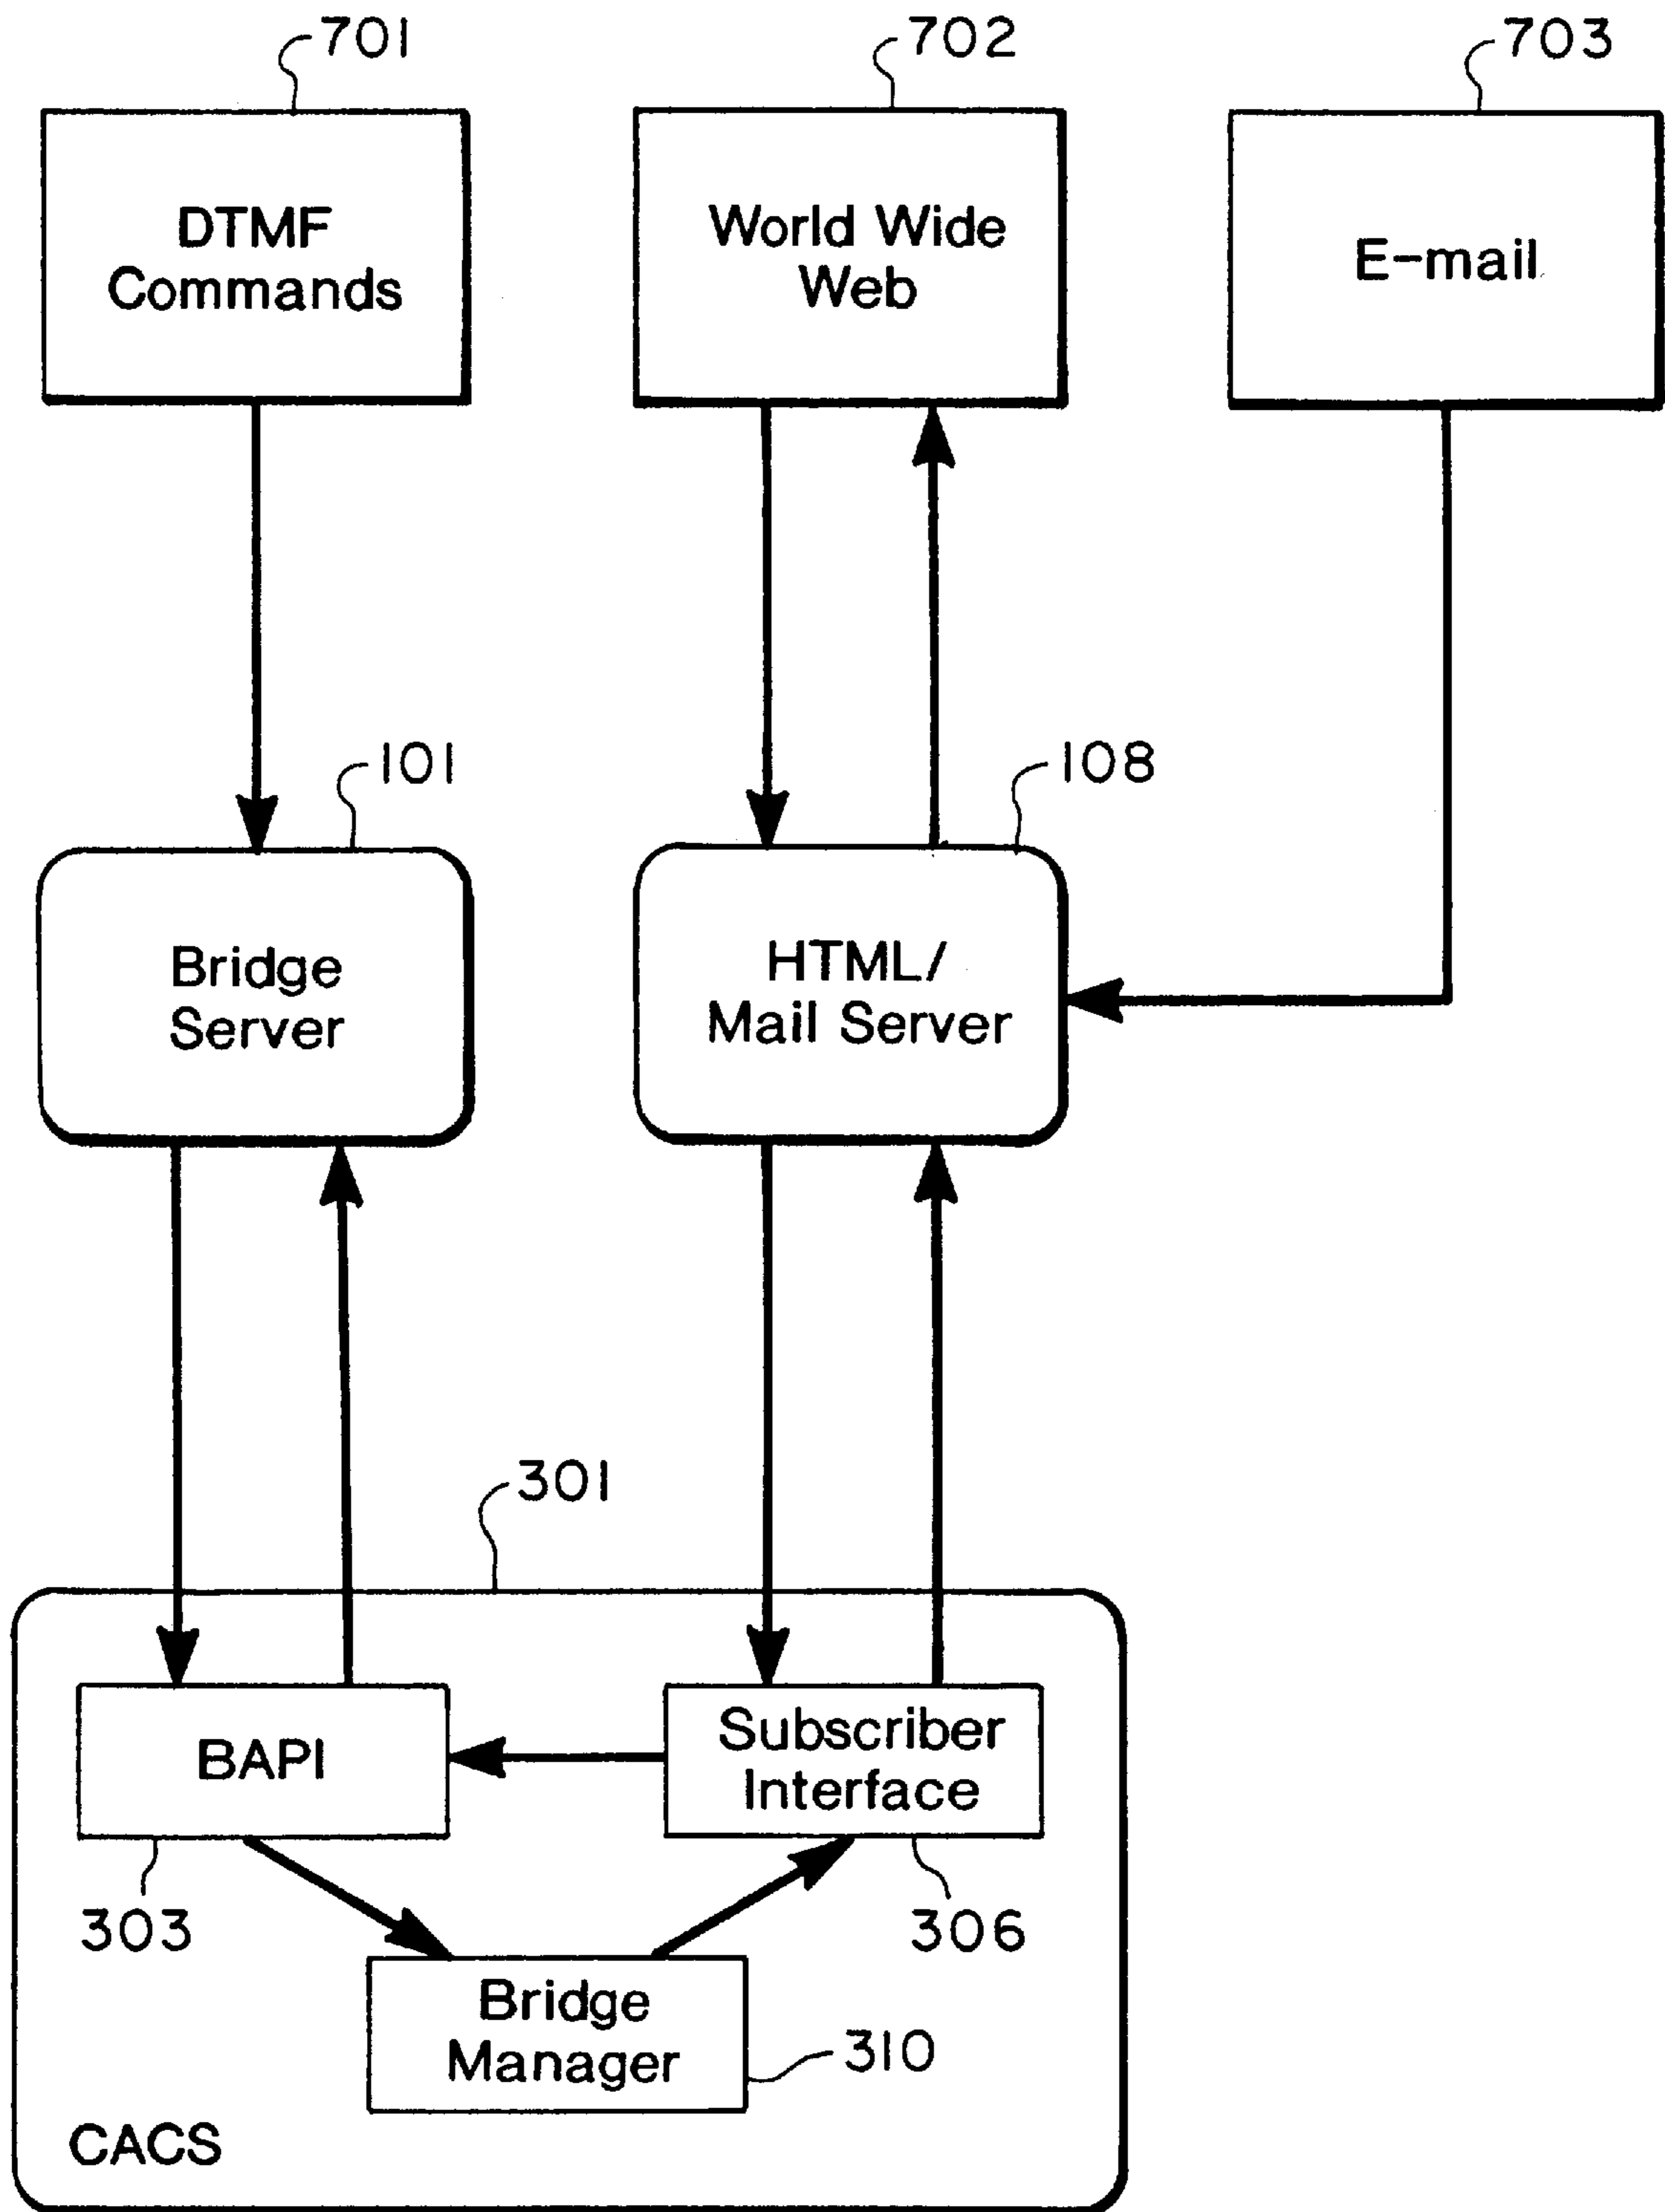 701
702
703
DTMF
Commands
World Wide
Web
E-mail
101
108
Bridge
Server
HTML/
Mail Server
301
BAPI
Subscriber
Interface
303
306
Bridge
Manager
310
CACS